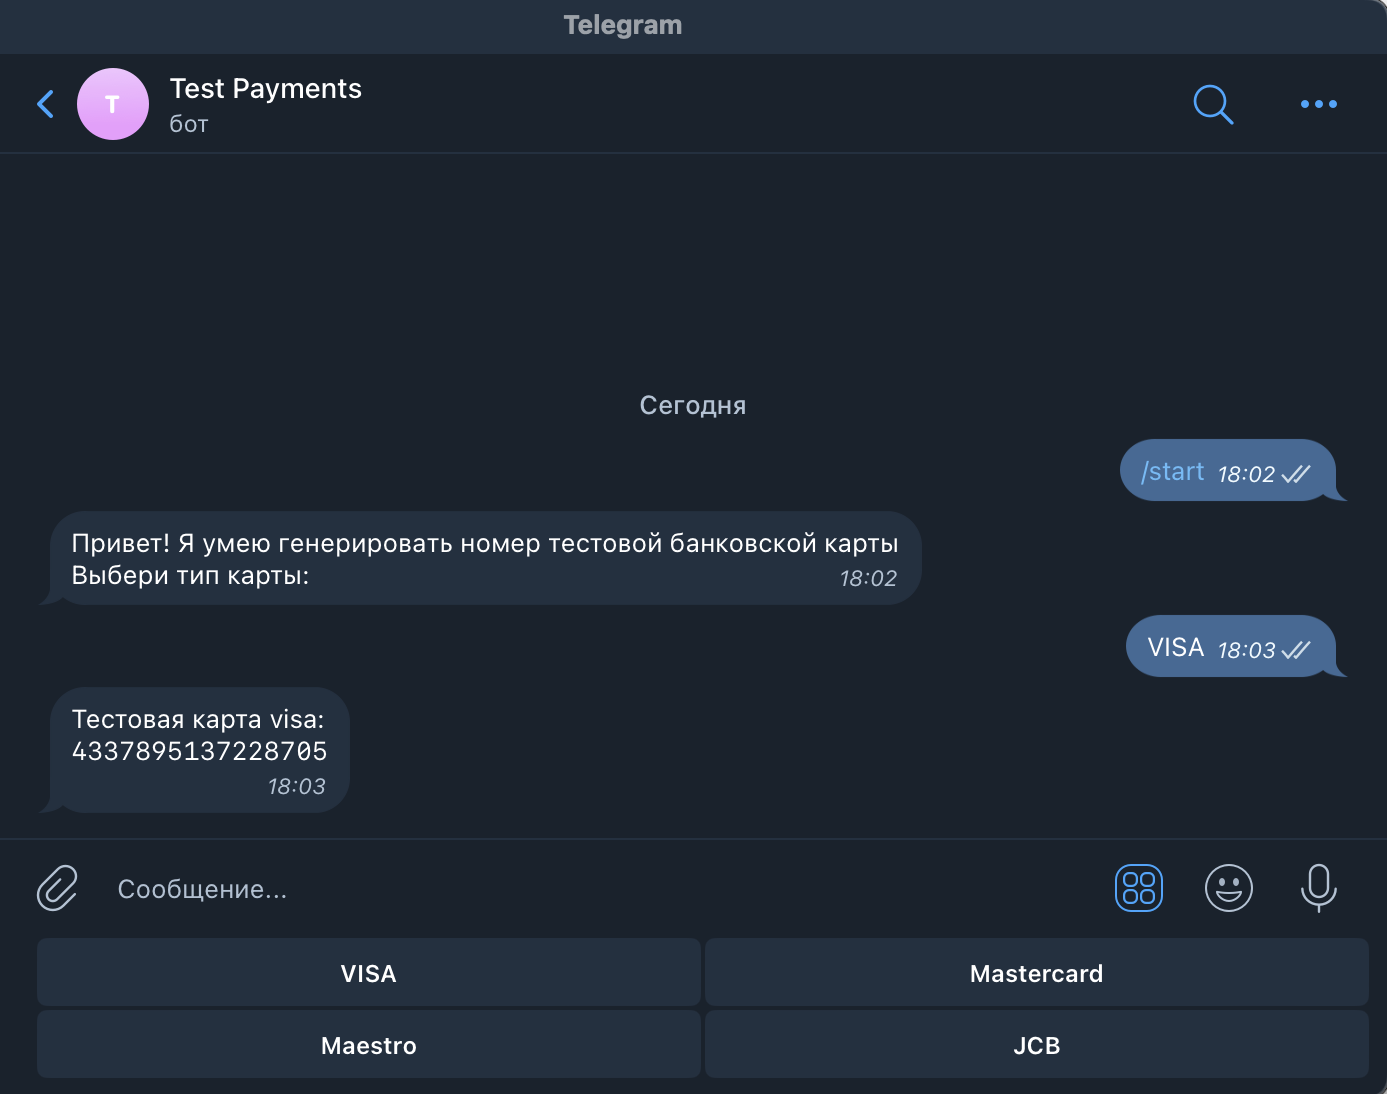 Telegram
T
Test Payments
бот
Сегодня
/start 18:02
Привет! Я умею генерировать номер тестовой банковской карты
Выбери тип карты: 18:02
VISA 18:03
Тестовая карта visa:
4337895137228705
18:03
Сообщение...
VISA Mastercard
Maestro JCB